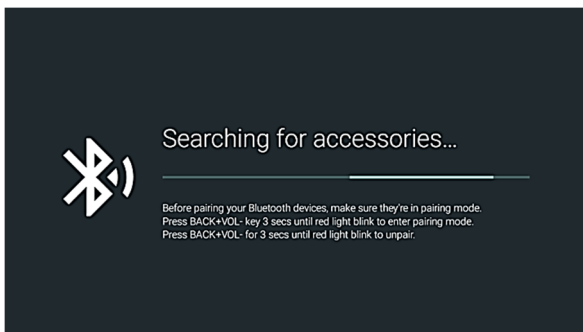 Searching for accessories...
Before pairing your Bluetooth devices, make sure they're in pairing mode.
Press BACK+VOL- key 3 secs until red light blink to enter pairing mode.
Press BACK+VOL- for 3 secs until red light blink to unpair.